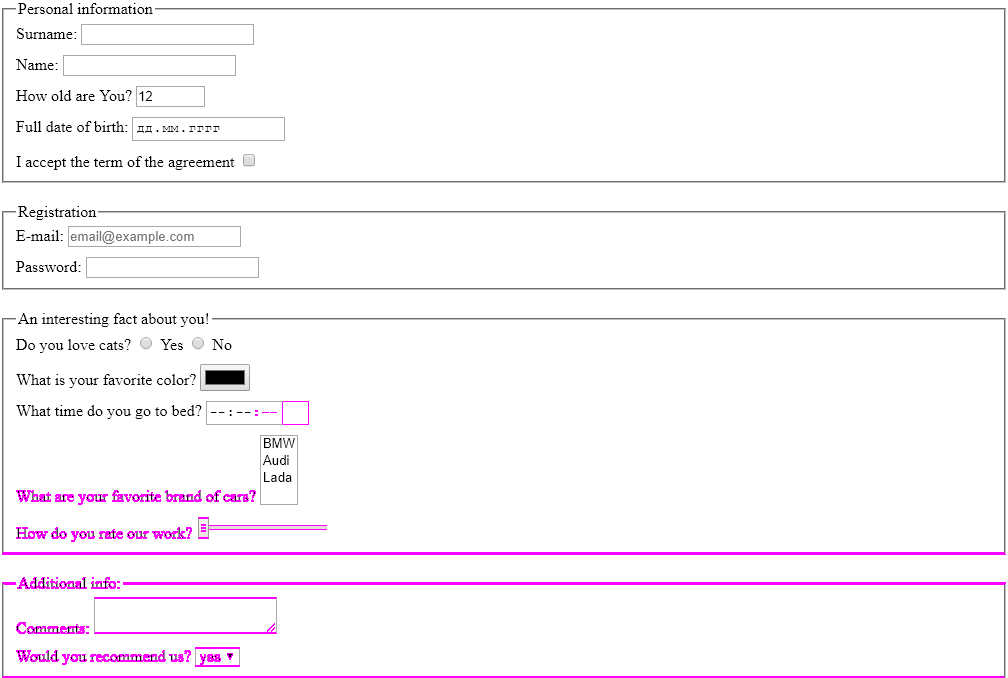 Personal information
Surname:
Name:
How old are You? 12
Full date of birth: дд.мм.гггг
I accept the term of the agreement
Registration
E-mail: email@example.com
Password:
An interesting fact about you!
Do you love cats? Yes No
What is your favorite color?
What time do you go to bed? --:--:--
BMW
Audi
Lada
What are your favorite brand of cars?
How do you rate our work?
Additional info:
Comments:
Would you recommend us? yes